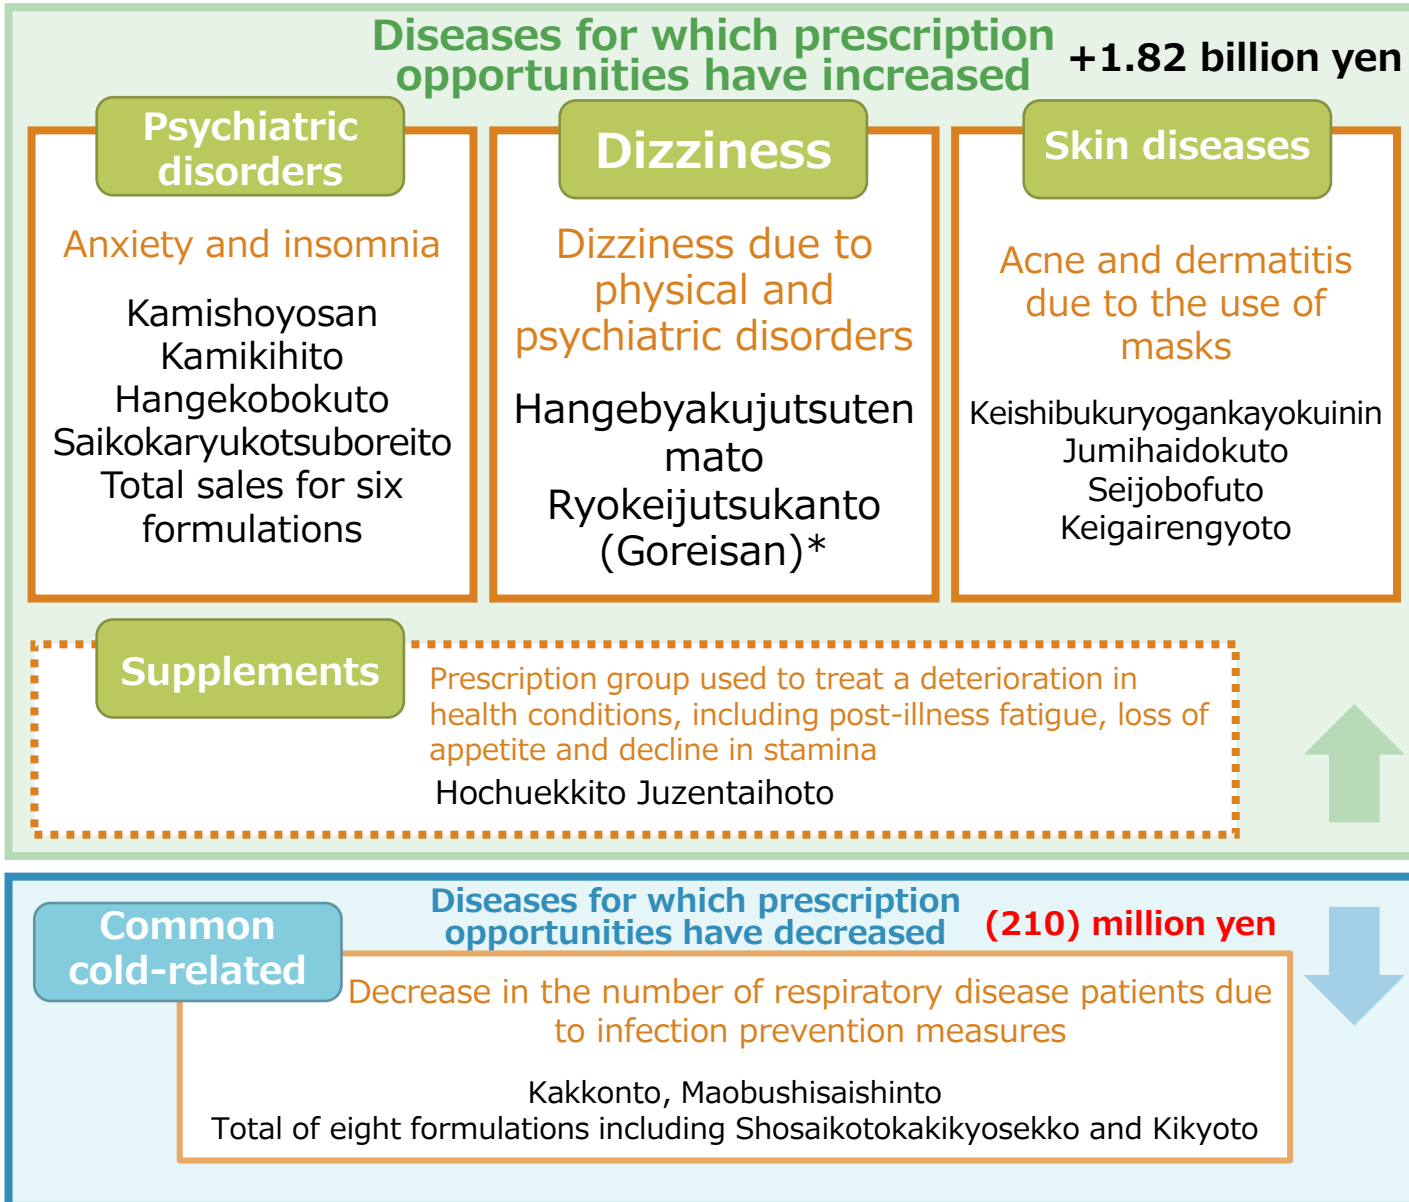 Diseases for which prescription
opportunities have increased
+1.82 billion yen
Psychiatric
disorders
Anxiety and insomnia
Kamishoyosan
Kamikihito
Hangekobokuto
Saikokaryukotsuboreito
Total sales for six
formulations
Dizziness
Dizziness due to
physical and
psychiatric disorders
Hangebyakujutsuten
mato
Ryokeijutsukanto
(Goreisan)*
Skin diseases
Acne and dermatitis
due to the use of
masks
Keishibukuryogankayokuinin
Jumihaidokuto
Seijobofuto
Keigairengyoto
Supplements
Prescription group used to treat a deterioration in
health conditions, including post-illness fatigue, loss of
appetite and decline in stamina
Hochuekkito Juzentaihoto
Common
cold-related
Diseases for which prescription
opportunities have decreased
(210) million yen
Decrease in the number of respiratory disease patients due
to infection prevention measures
Kakkonto, Maobushisaishinto
Total of eight formulations including Shosaikotokakikyosekko and Kikyoto